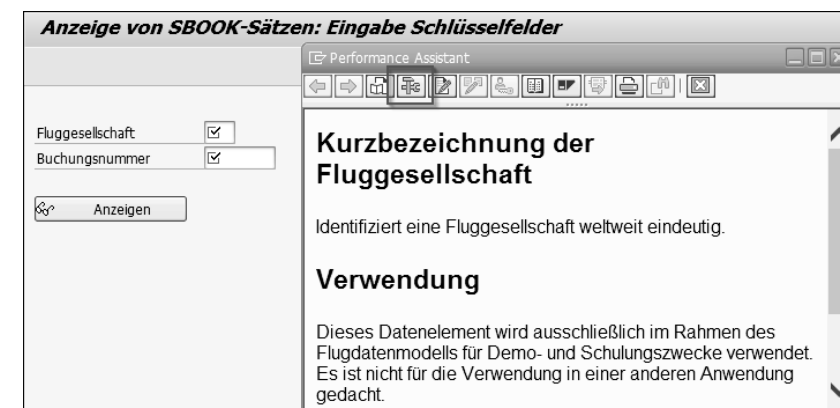 Anzeige von SBOOK-Sätzen: Eingabe Schlüsselfelder
Performance Assistant
Fluggesellschaft
Buchungsnummer
Anzeigen
Kurzbezeichnung der
Fluggesellschaft
Identifiziert eine Fluggesellschaft weltweit eindeutig.
Verwendung
Dieses Datenelement wird ausschließlich im Rahmen des
Flugdatenmodells für Demo- und Schulungszwecke verwendet.
Es ist nicht für die Verwendung in einer anderen Anwendung
gedacht.